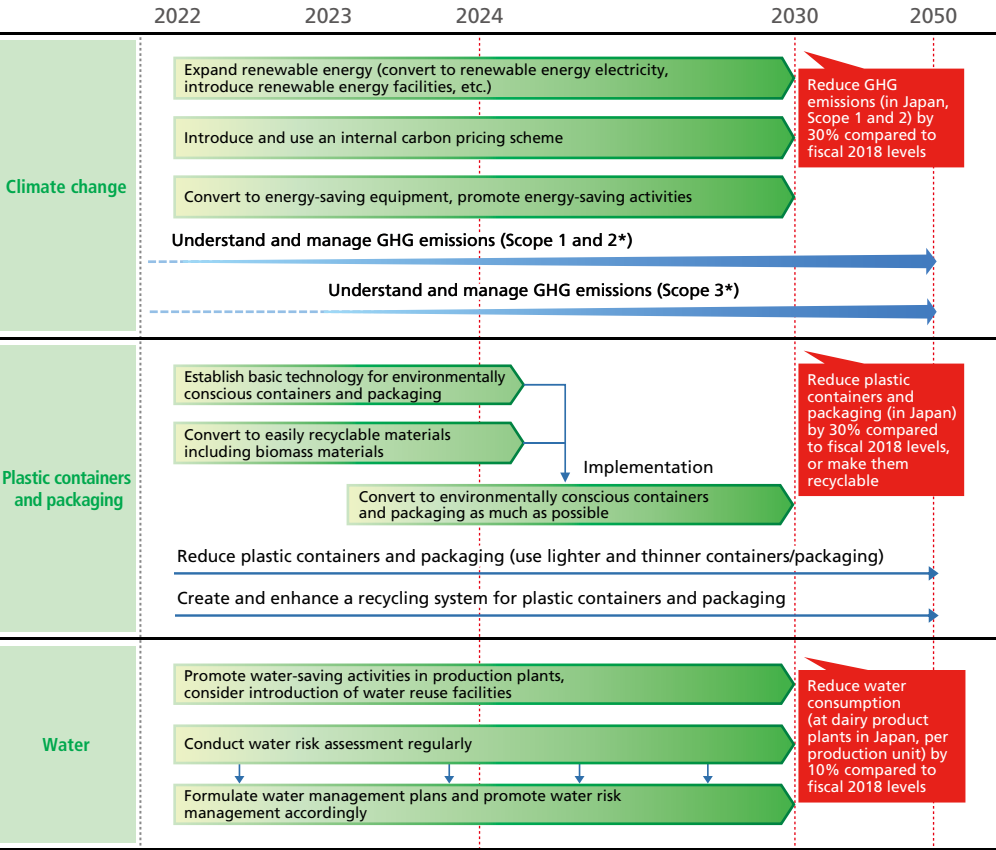 2022 2023 2024 2030 2050
Climate change
Expand renewable energy (convert to renewable energy electricity,
introduce renewable energy facilities, etc.)
Introduce and use an internal carbon pricing scheme
Convert to energy-saving equipment, promote energy-saving activities
Understand and manage GHG emissions (Scope 1 and 2*)
Understand and manage GHG emissions (Scope 3*)
Reduce GHG
emissions (in Japan,
Scope 1 and 2) by
30% compared to
fiscal 2018 levels
Plastic containers
and packaging
Establish basic technology for environmentally
conscious containers and packaging
Convert to easily recyclable materials
including biomass materials
Implementation
Convert to environmentally conscious containers
and packaging as much as possible
Reduce plastic containers and packaging (use lighter and thinner containers/packaging)
Create and enhance a recycling system for plastic containers and packaging
Reduce plastic
containers and
packaging (in Japan)
by 30% compared
to fiscal 2018 levels,
or make them
recyclable
Water
Promote water-saving activities in production plants,
consider introduction of water reuse facilities
Conduct water risk assessment regularly
Formulate water management plans and promote water risk
management accordingly
Reduce water
consumption
(at dairy product
plants in Japan, per
production unit) by
10% compared to
fiscal 2018 levels